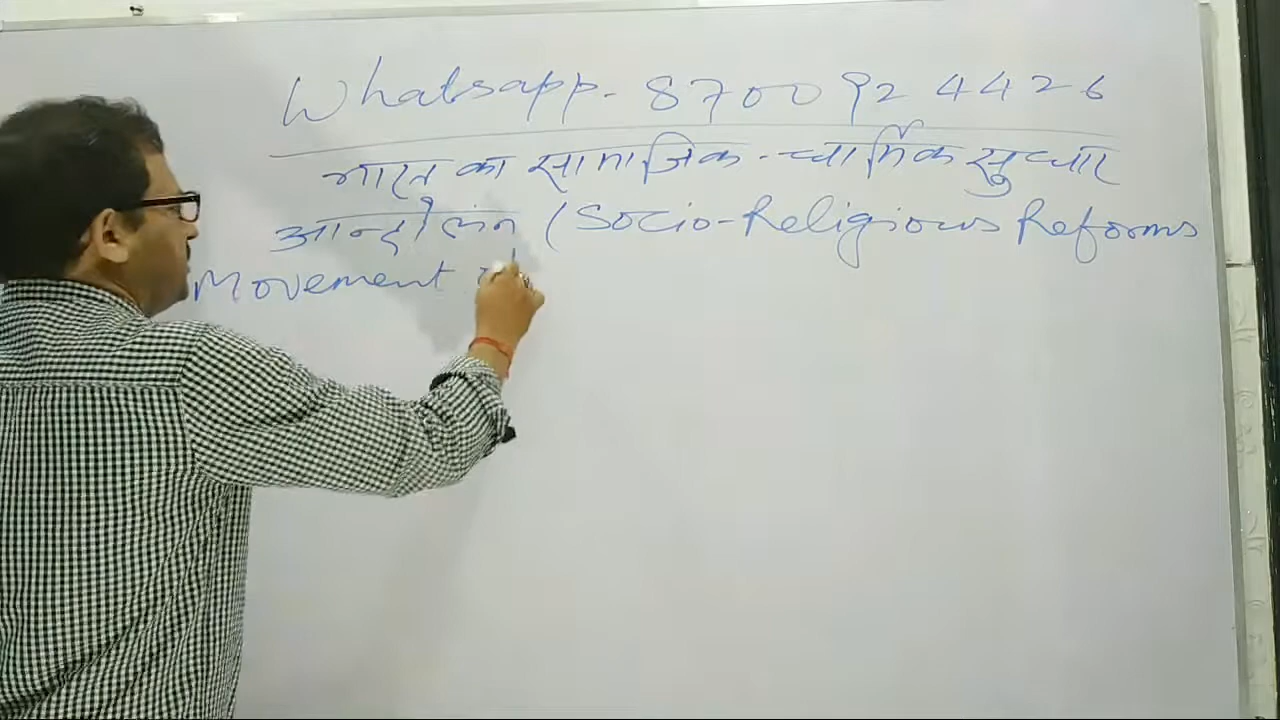 Whatsapp - 8700924426
भारत का सामाजिक - धार्मिक सुधार
आन्दोलन (Socio-Religious Reforms
Movement